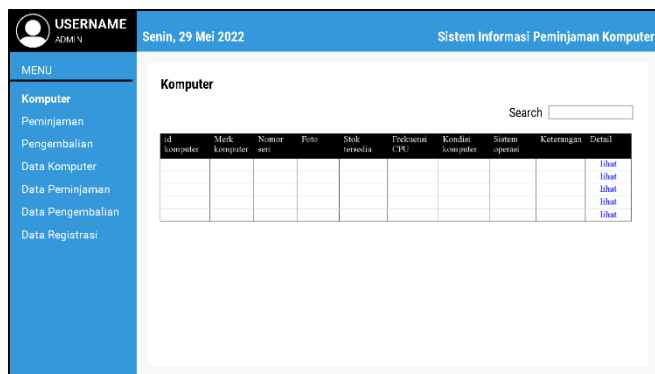 USERNAME
ADMIN
Senin, 29 Mei 2022
Sistem Informasi Peminjaman Komputer
MENU
Komputer
Peminjaman
Pengembalian
Data Komputer
Data Peminjaman
Data Pengembalian
Data Registrasi
Komputer
Search
id komputer Merk komputer Nomor seri Foto Stok tersedia Frekuensi CPU Kondisi komputer Sistem operasi Keterangan Detail
lihat
lihat
lihat
lihat
lihat